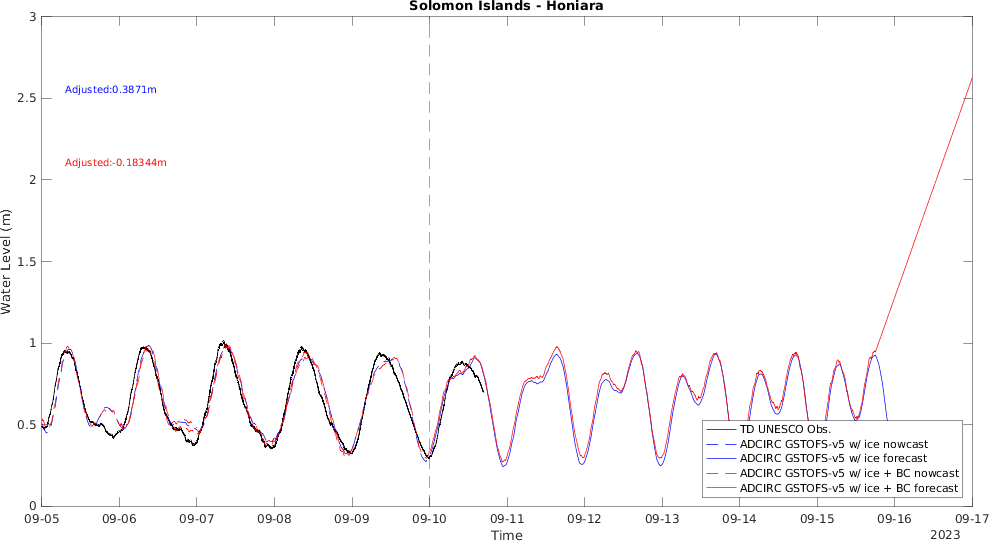 Solomon Islands - Honiara
3
2.5
2
1.5
1
0.5
0
Water Level (m)
Adjusted:0.3871m
Adjusted:-0.18344m
TD UNESCO Obs.
ADCIRC GSTOFS-v5 w/ ice nowcast
ADCIRC GSTOFS-v5 w/ ice forecast
ADCIRC GSTOFS-v5 w/ ice + BC nowcast
ADCIRC GSTOFS-v5 w/ ice + BC forecast
09-05 09-06 09-07 09-08 09-09 09-10 09-11 09-12 09-13 09-14 09-15 09-16 09-17
Time
2023